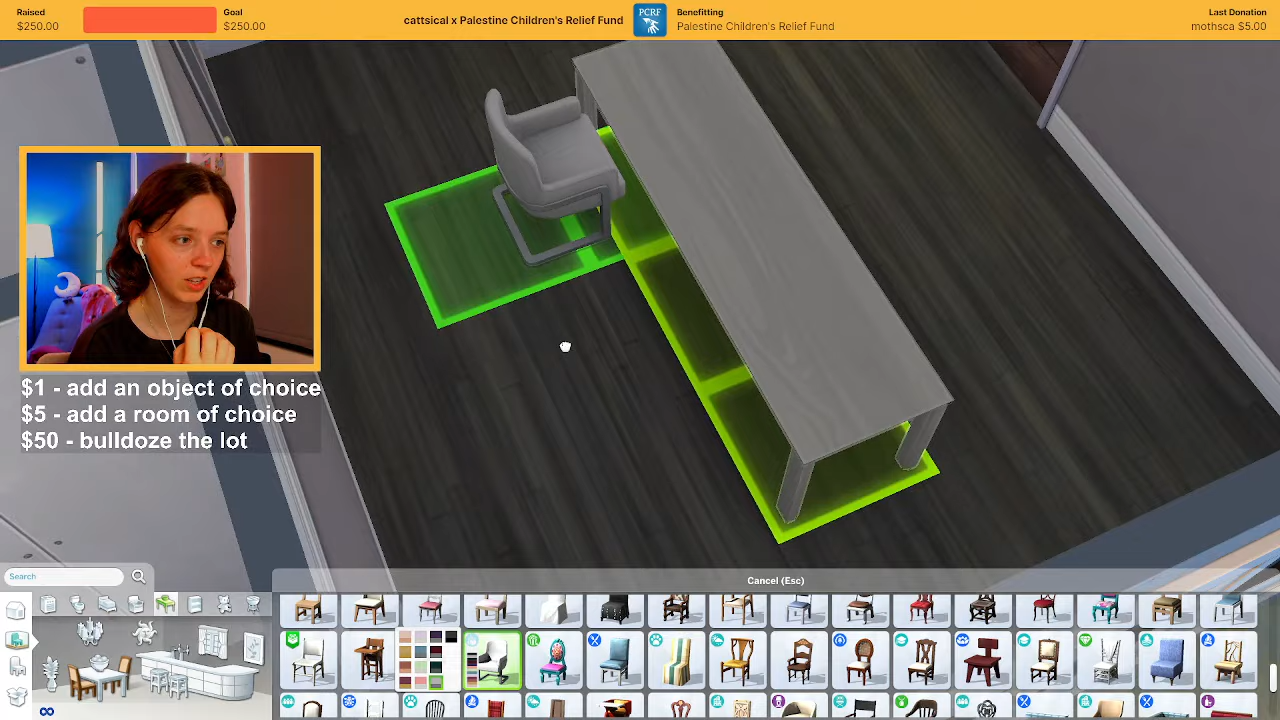 Raised
$250.00
Goal
$250.00
cattsical x Palestine Children's Relief Fund
PCRF
Benefitting
Palestine Children's Relief Fund
Last Donation
mothsca $5.00
$1 - add an object of choice
$5 - add a room of choice
$50 - bulldoze the lot
Search
Cancel (Esc)